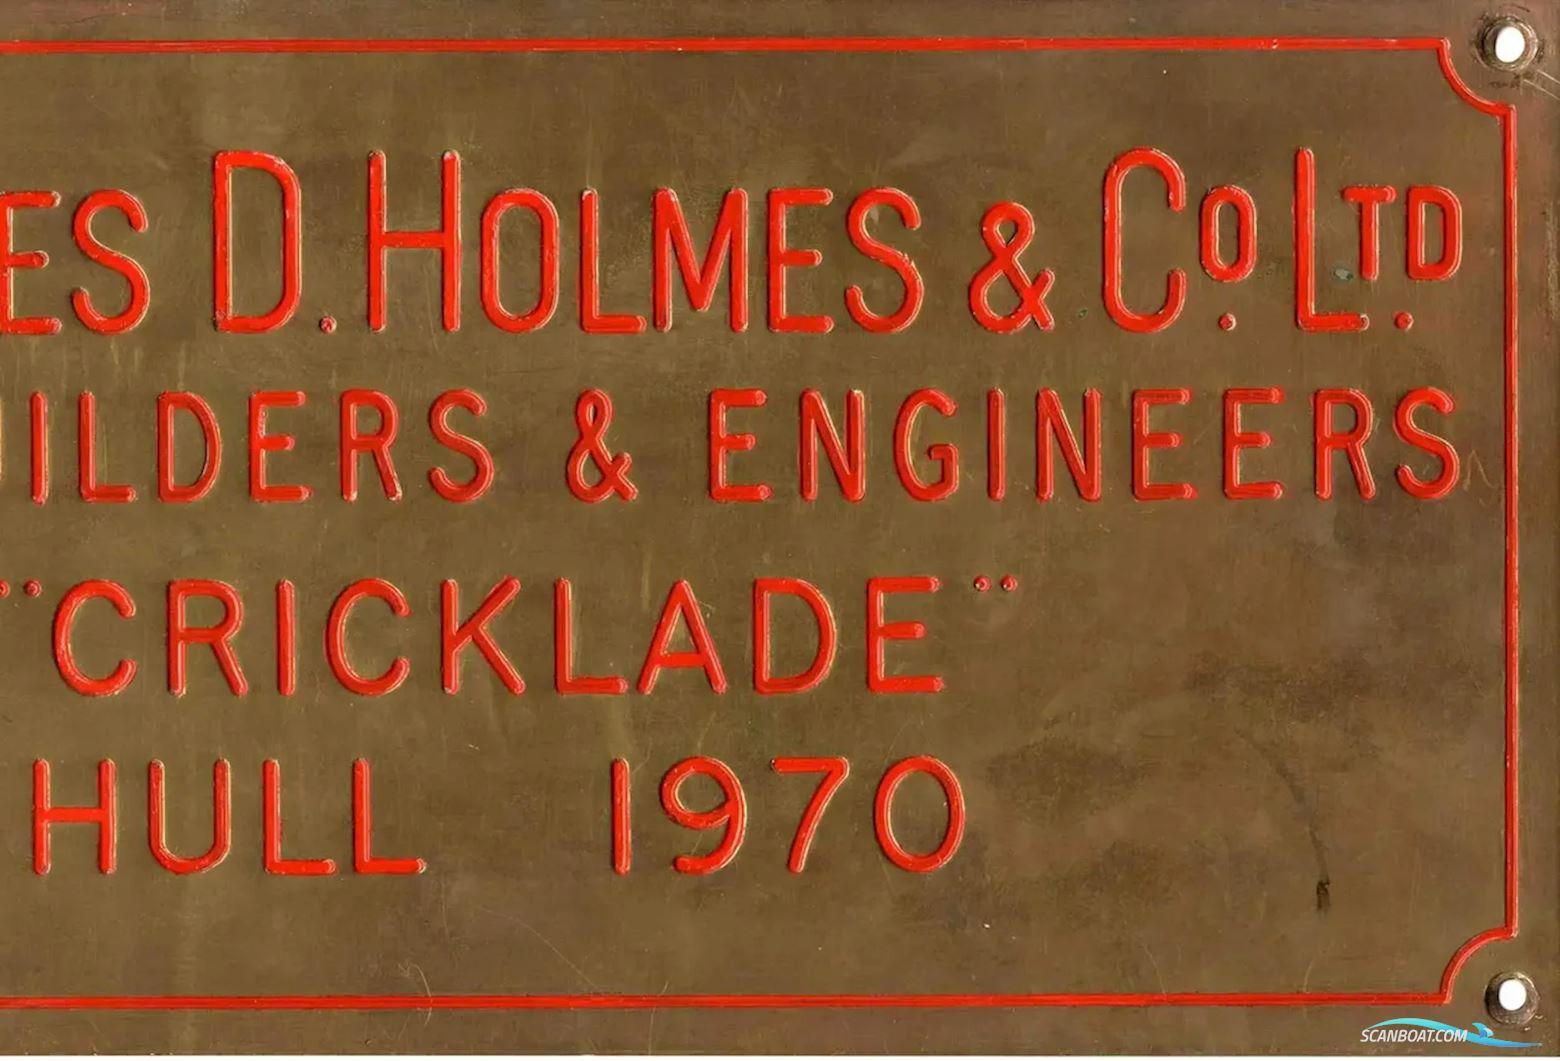 ES D. HOLMES & Co. LTD.
ILDERS & ENGINEERS
"CRICKLADE"
HULL 1970
SCANBOAT.COM